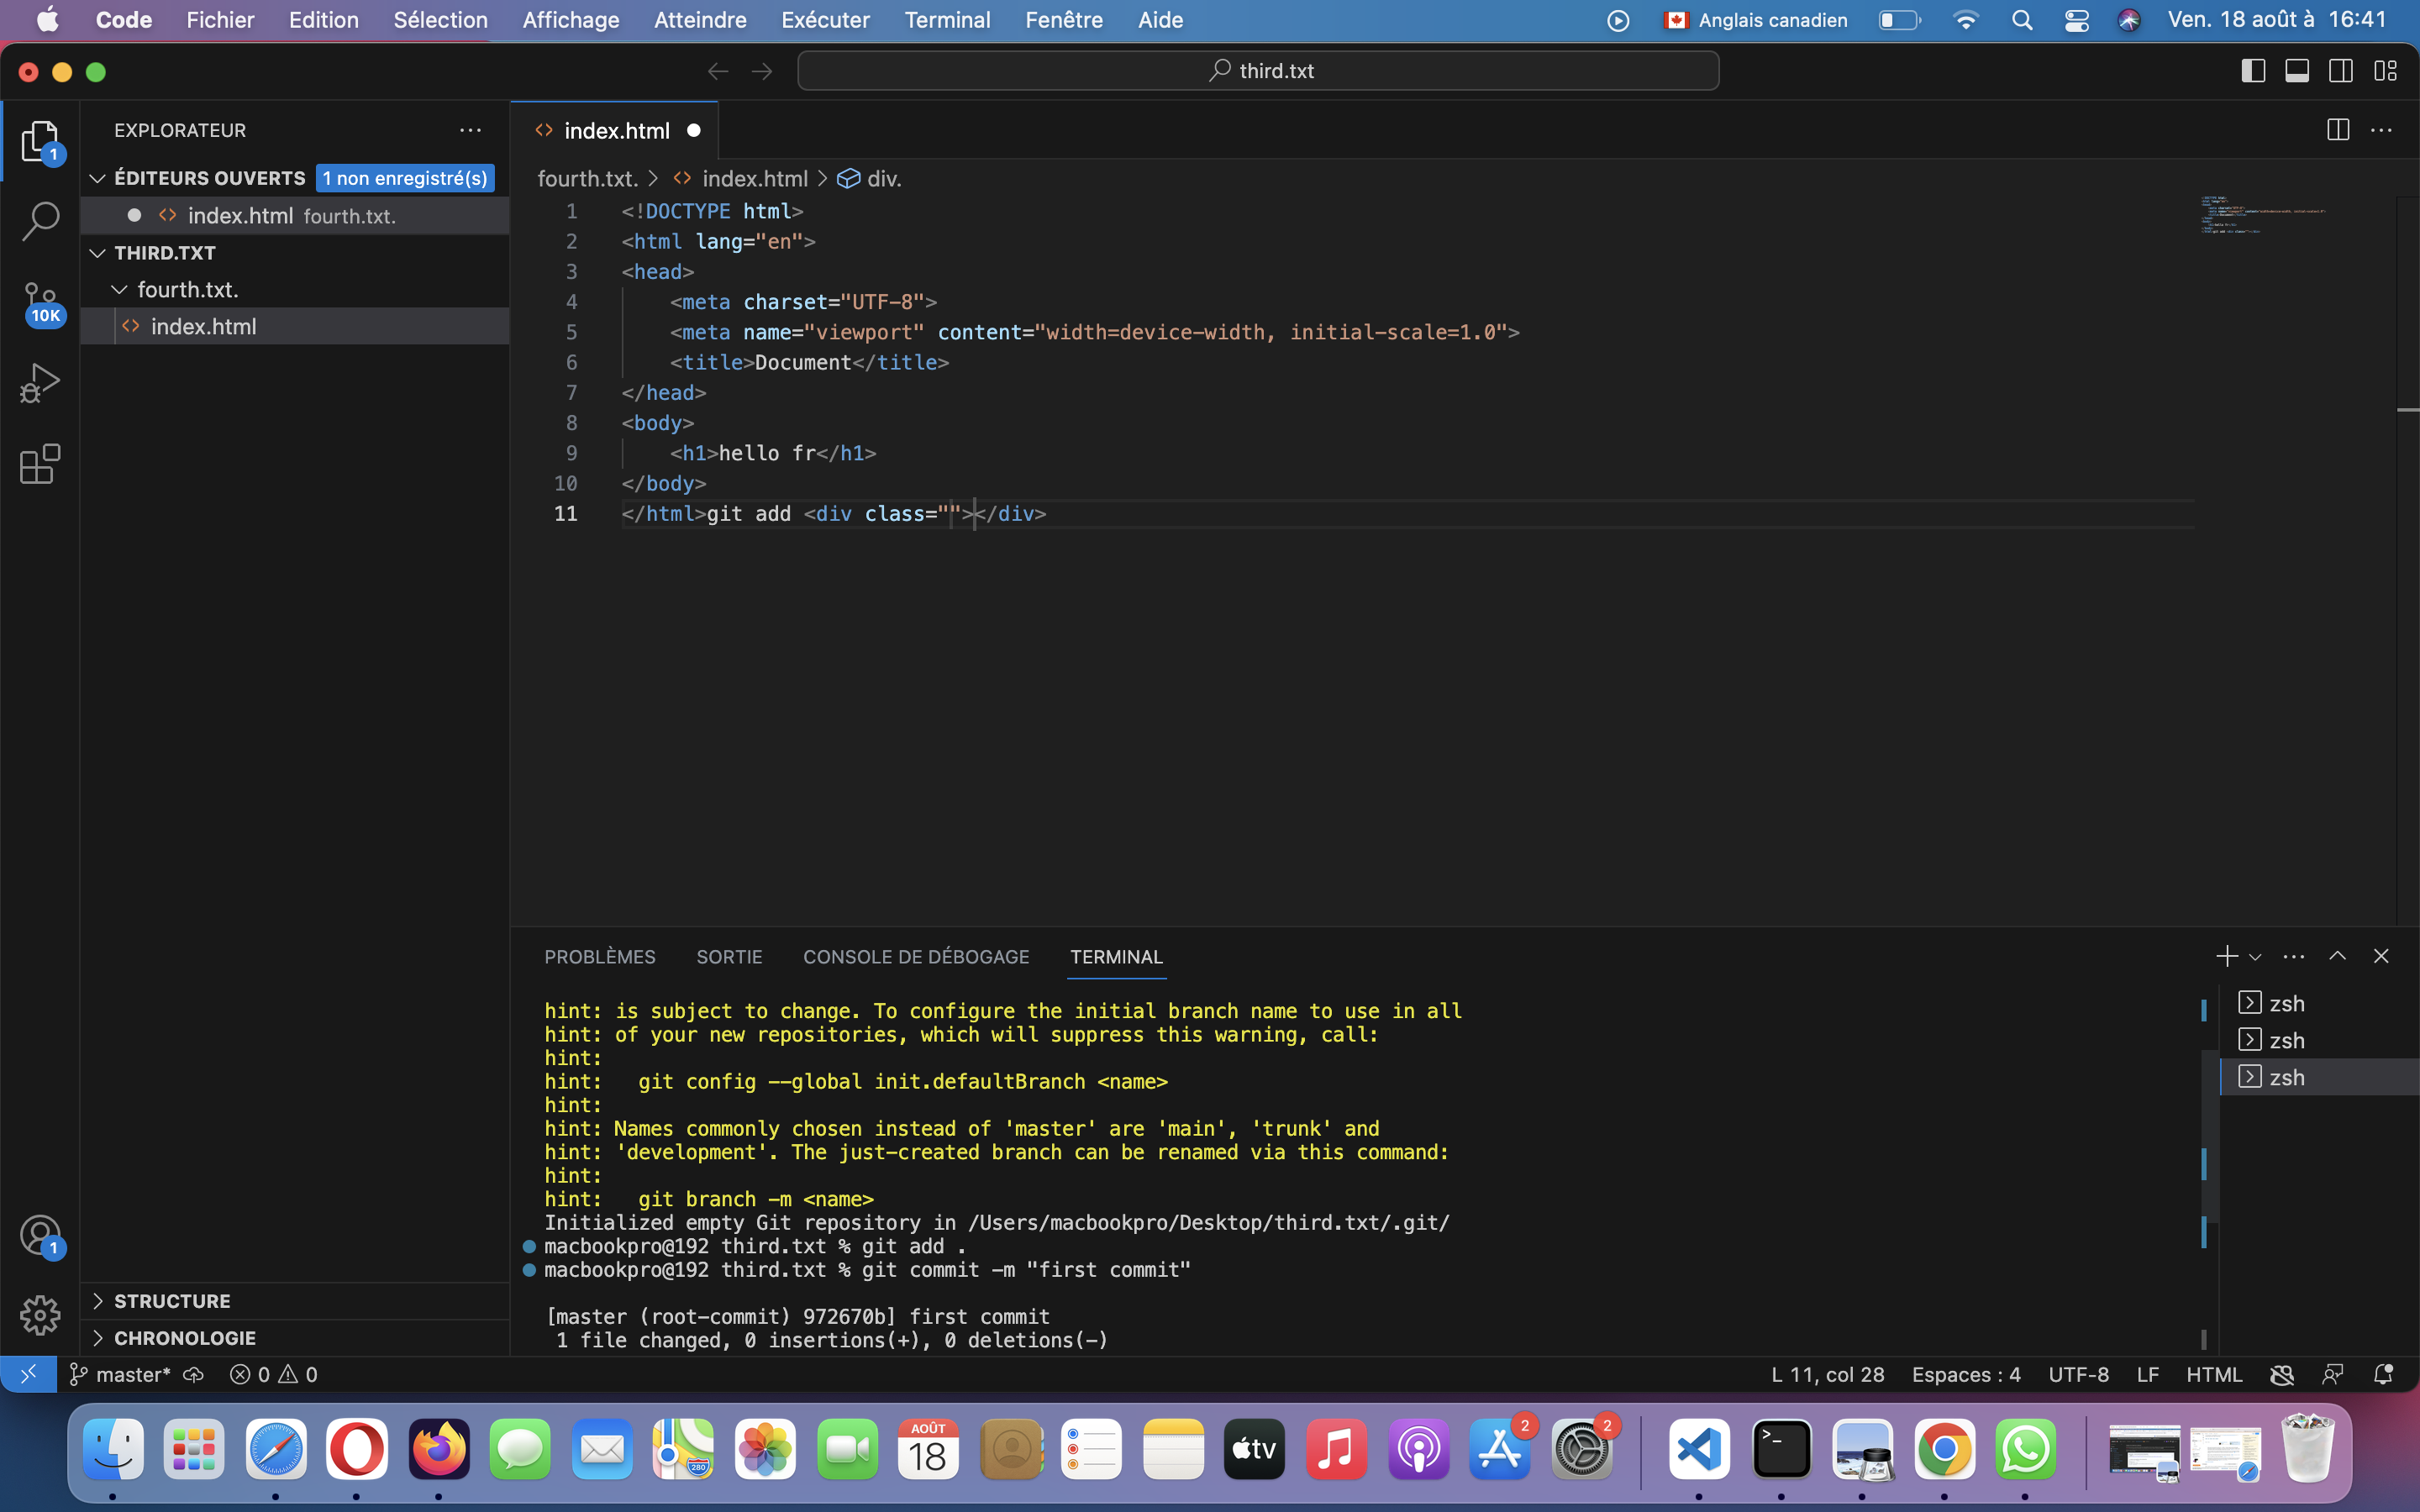 Code Fichier Edition Sélection Affichage Atteindre Exécuter Terminal Fenêtre Aide Anglais canadien Ven. 18 août à 16:41
third.txt
EXPLORATEUR
ÉDITEURS OUVERTS 1 non enregistré(s)
index.html fourth.txt.
THIRD.TXT
fourth.txt.
index.html
STRUCTURE
CHRONOLOGIE
1
10K
1
index.html
fourth.txt. > index.html > div.
1 <!DOCTYPE html>
2 <html lang="en">
3 <head>
4     <meta charset="UTF-8">
5     <meta name="viewport" content="width=device-width, initial-scale=1.0">
6     <title>Document</title>
7 </head>
8 <body>
9     <h1>hello fr</h1>
10 </body>
11 </html>git add <div class=""></div>
PROBLÈMES SORTIE CONSOLE DE DÉBOGAGE TERMINAL
hint: is subject to change. To configure the initial branch name to use in all
hint: of your new repositories, which will suppress this warning, call:
hint:
hint:   git config --global init.defaultBranch <name>
hint:
hint: Names commonly chosen instead of 'master' are 'main', 'trunk' and
hint: 'development'. The just-created branch can be renamed via this command:
hint:
hint:   git branch -m <name>
Initialized empty Git repository in /Users/macbookpro/Desktop/third.txt/.git/
macbookpro@192 third.txt % git add .
macbookpro@192 third.txt % git commit -m "first commit"
[master (root-commit) 972670b] first commit
 1 file changed, 0 insertions(+), 0 deletions(-)
zsh
zsh
zsh
master* 0 0 L 11, col 28 Espaces : 4 UTF-8 LF HTML
280
AOÛT
18
tv
2
2
>_